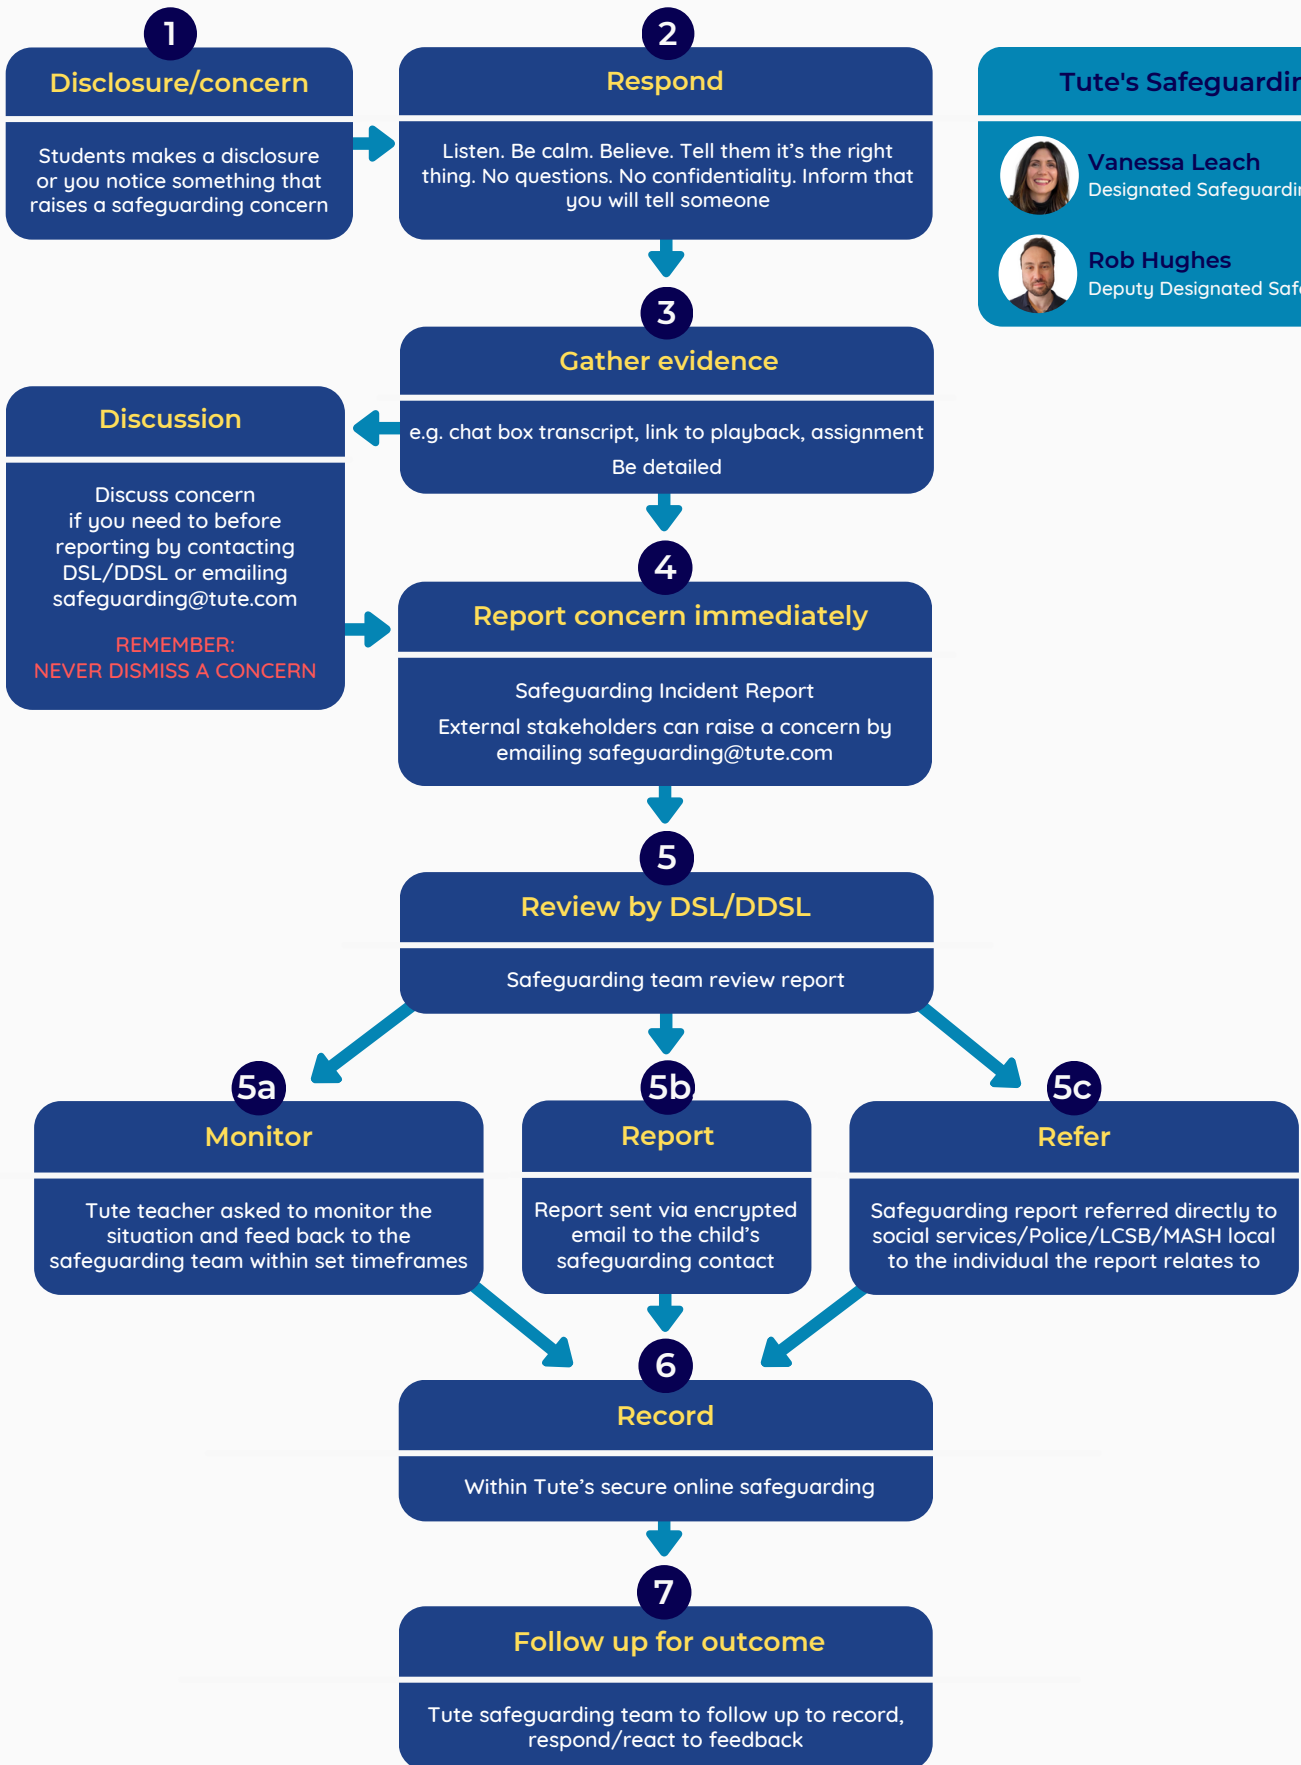 1
Disclosure/concern
Students makes a disclosure
or you notice something that
raises a safeguarding concern
2
Respond
Listen. Be calm. Believe. Tell them it's the right
thing. No questions. No confidentiality. Inform that
you will tell someone
Tute's Safeguardin
Vanessa Leach
Designated Safeguardin
Rob Hughes
Deputy Designated Safe
3
Gather evidence
e.g. chat box transcript, link to playback, assignment
Be detailed
Discussion
Discuss concern
if you need to before
reporting by contacting
DSL/DDSL or emailing
safeguarding@tute.com
REMEMBER:
NEVER DISMISS A CONCERN
4
Report concern immediately
Safeguarding Incident Report
External stakeholders can raise a concern by
emailing safeguarding@tute.com
5
Review by DSL/DDSL
Safeguarding team review report
5a
Monitor
Tute teacher asked to monitor the
situation and feed back to the
safeguarding team within set timeframes
5b
Report
Report sent via encrypted
email to the child's
safeguarding contact
5c
Refer
Safeguarding report referred directly to
social services/Police/LCSB/MASH local
to the individual the report relates to
6
Record
Within Tute's secure online safeguarding
7
Follow up for outcome
Tute safeguarding team to follow up to record,
respond/react to feedback